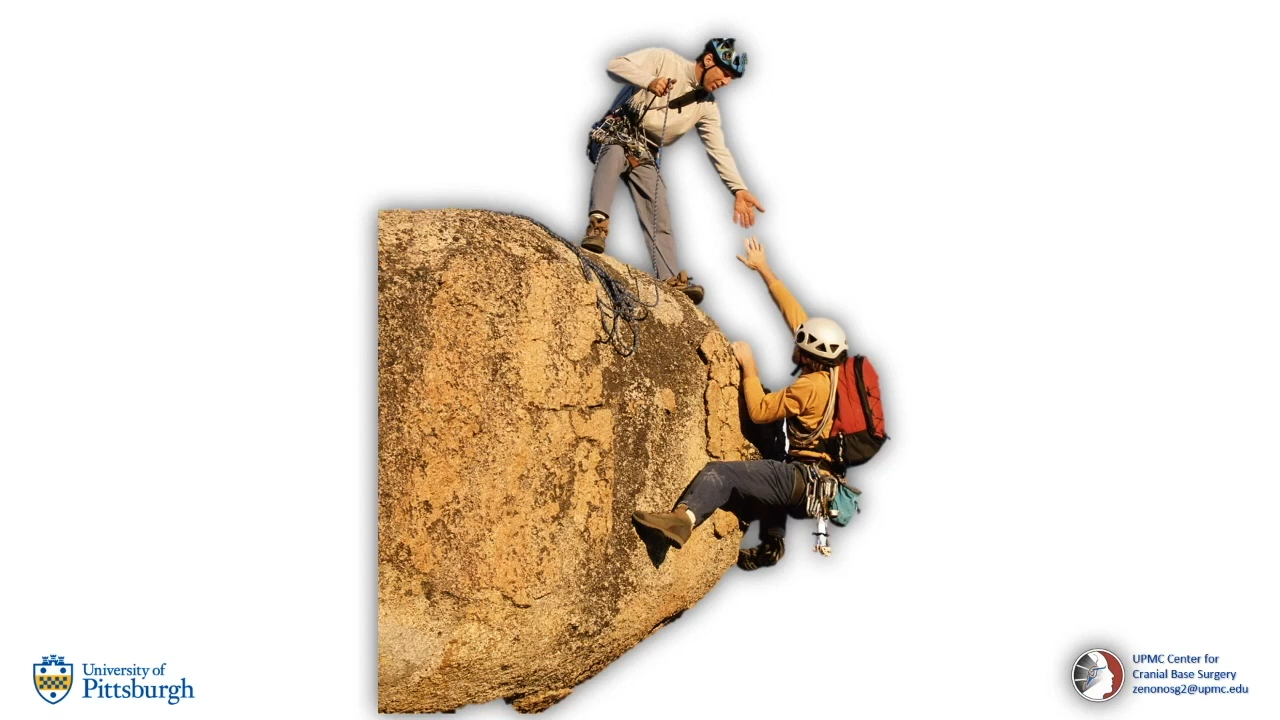 University of
Pittsburgh
UPMC Center for
Cranial Base Surgery
zenonosg2@upmc.edu